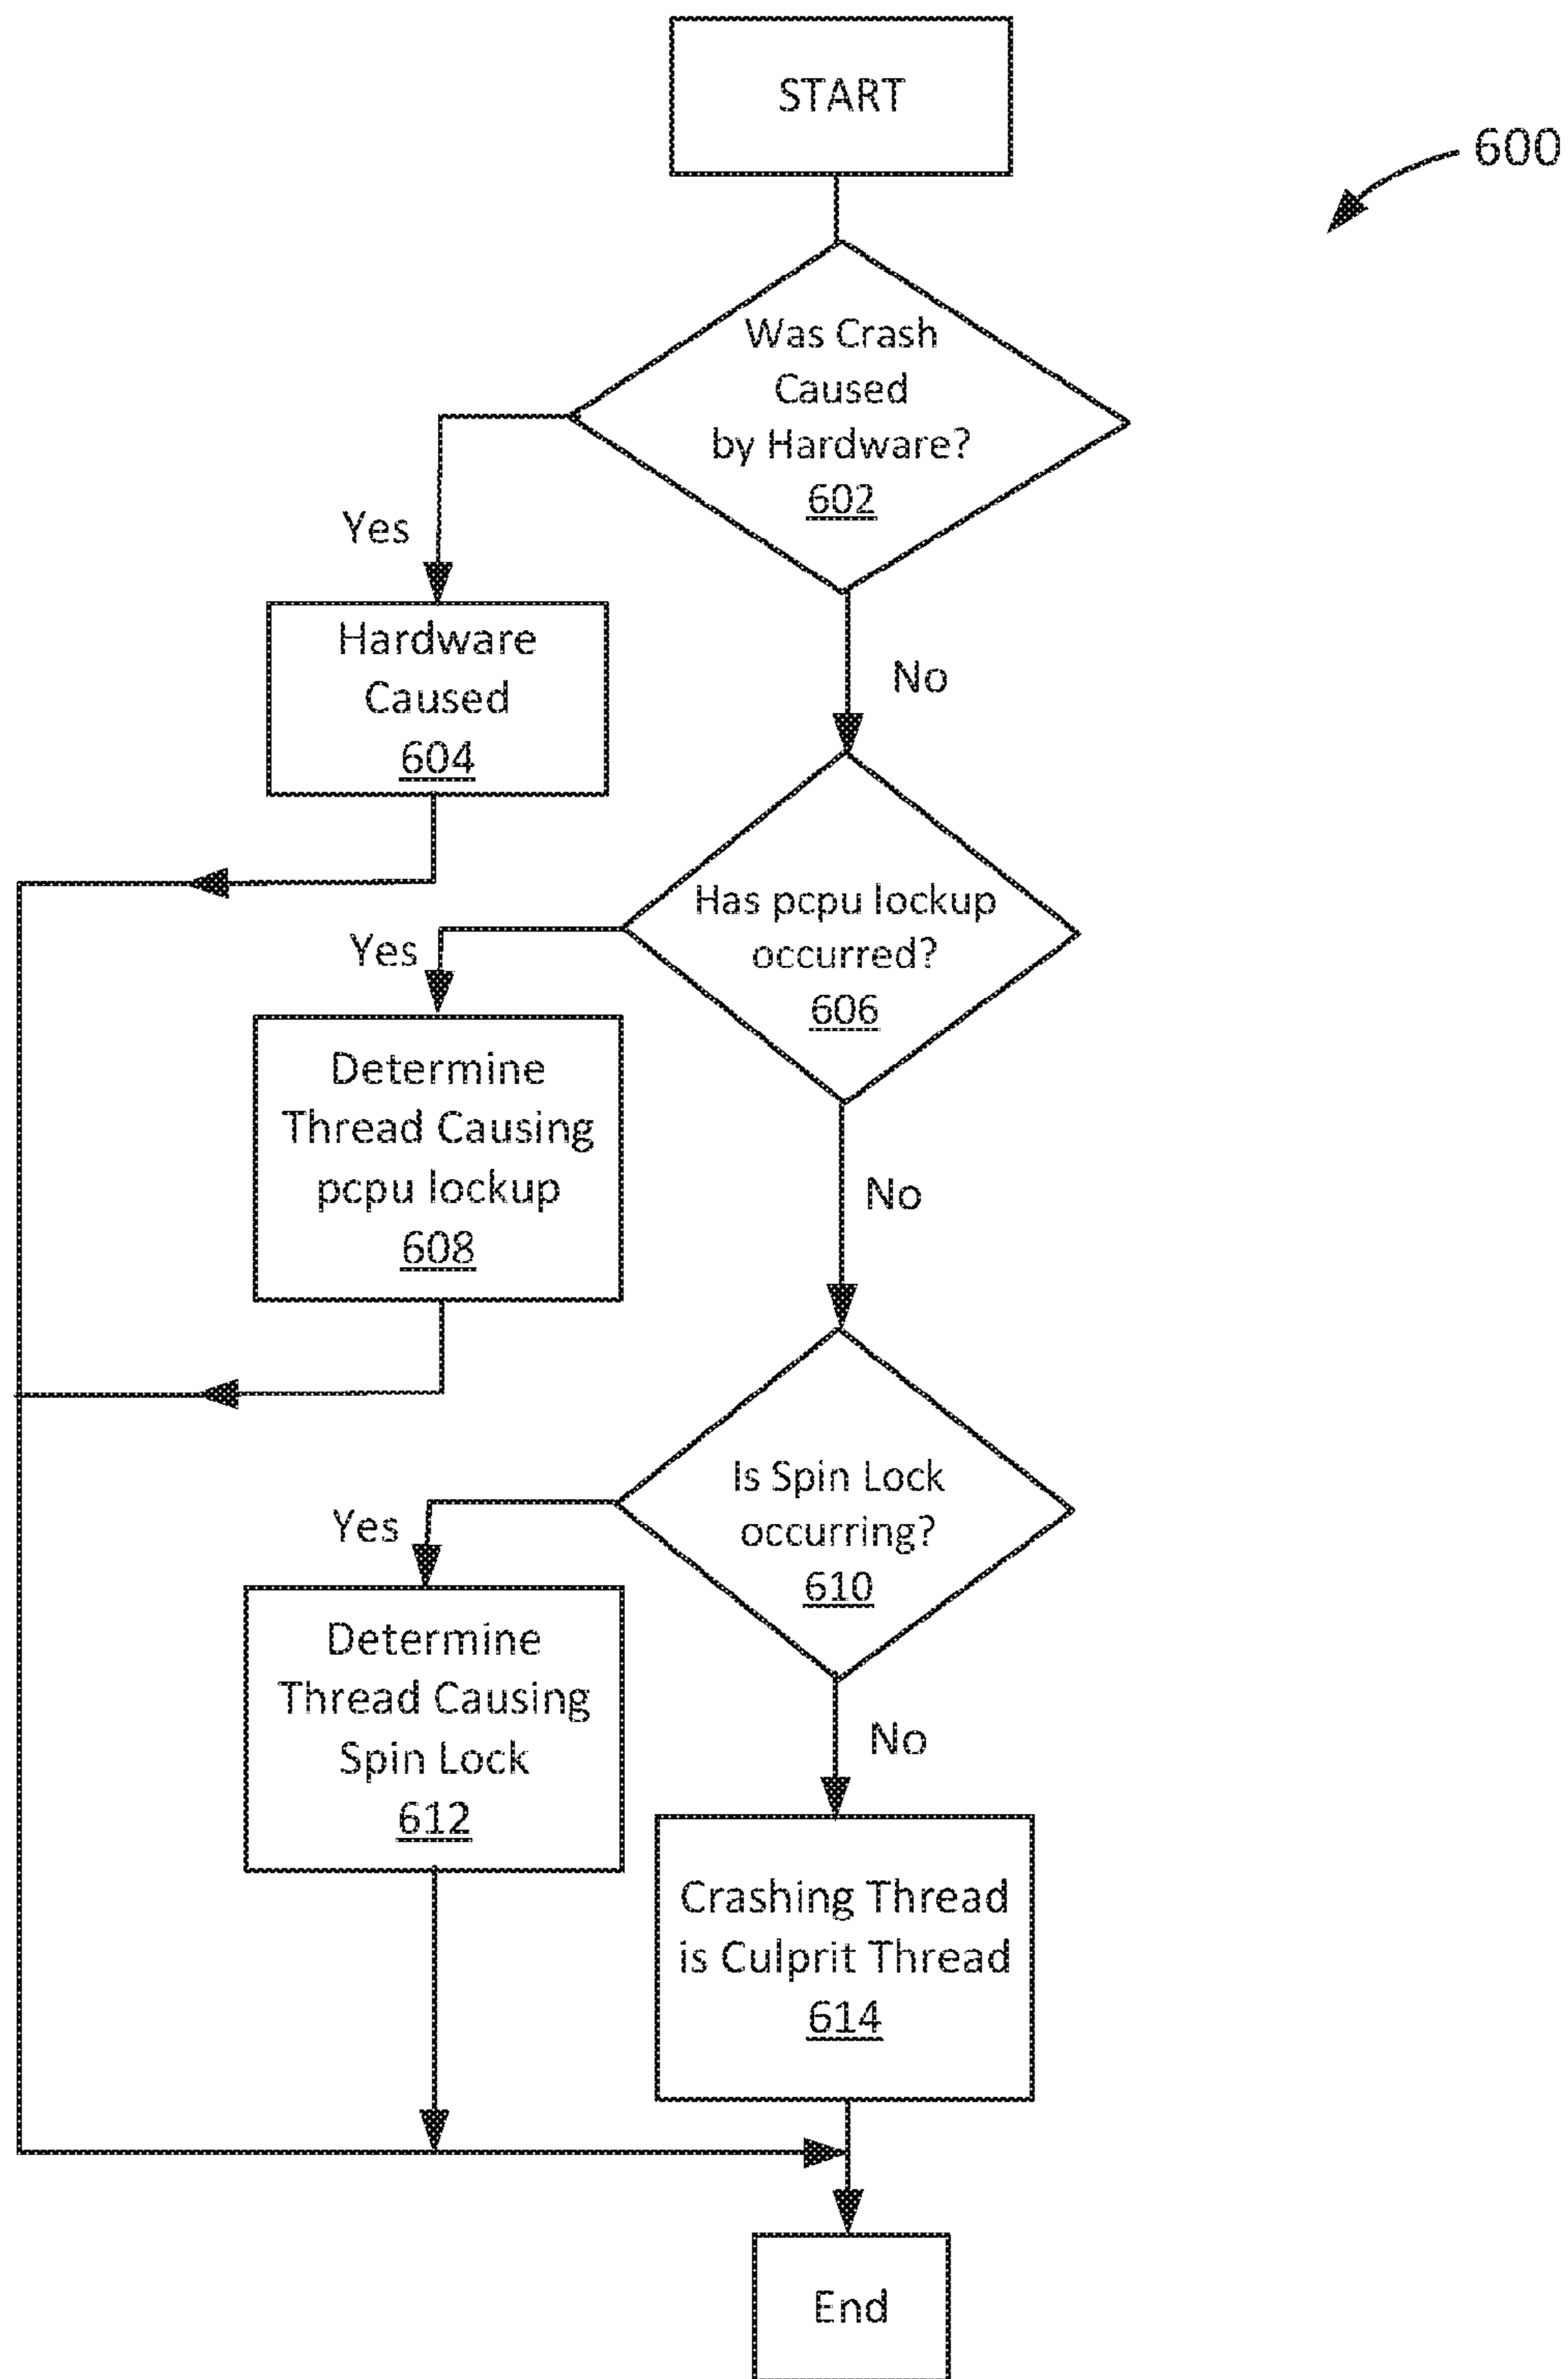 START
600
Was Crash
Caused
by Hardware?
602
Yes
No
Hardware
Caused
604
Has pcpu lockup
occurred?
606
Yes
No
Determine
Thread Causing
pcpu lockup
608
Is Spin Lock
occurring?
610
Yes
No
Determine
Thread Causing
Spin Lock
612
Crashing Thread
is Culprit Thread
614
End